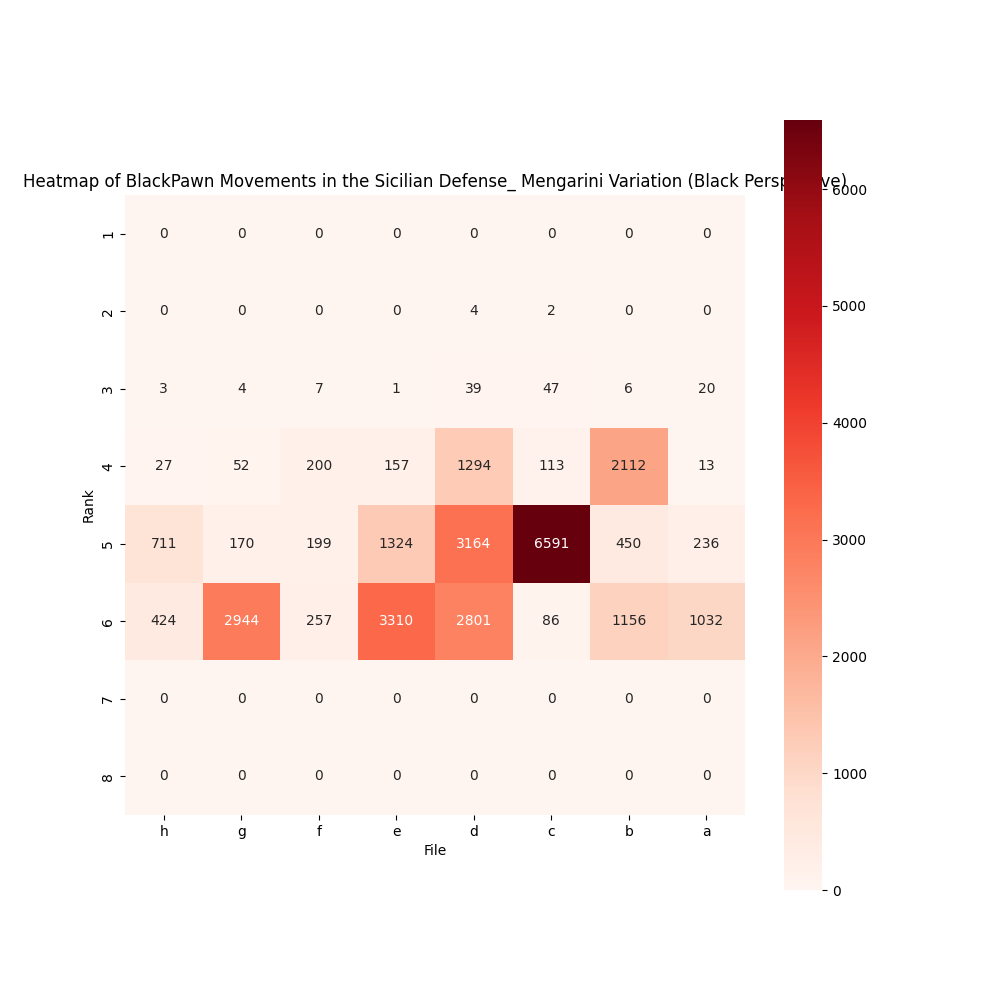 Heatmap of BlackPawn Movements in the Sicilian Defense_ Mengarini Variation (Black Persp ve)
6000
1 0 0 0 0 0 0 0 0
2 0 0 0 0 4 2 0 0
5000
3 3 4 7 1 39 47 6 20
4000
4 27 52 200 157 1294 113 2112 13
Rank
3000
5 711 170 199 1324 3164 6591 450 236
6 424 2944 257 3310 2801 86 1156 1032
2000
7 0 0 0 0 0 0 0 0
1000
8 0 0 0 0 0 0 0 0
h g f e d c b a
File
0